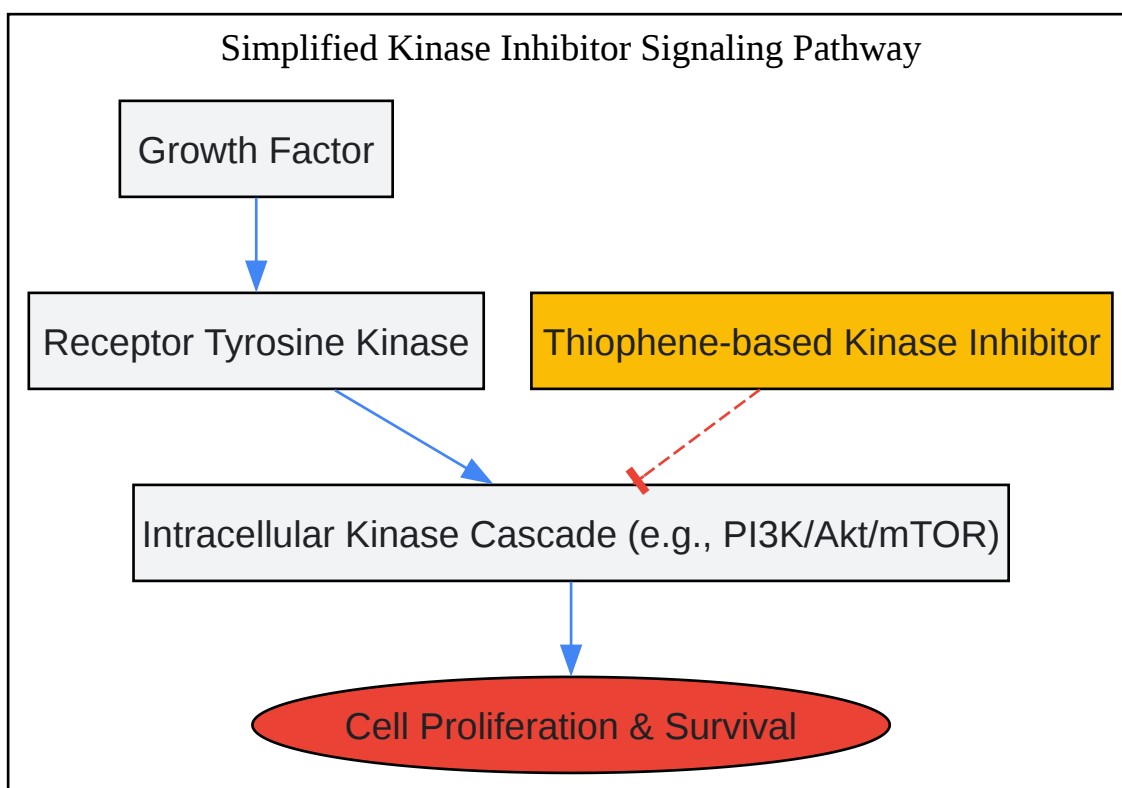 Simplified Kinase Inhibitor Signaling Pathway
Growth Factor
Receptor Tyrosine Kinase
Thiophene-based Kinase Inhibitor
Intracellular Kinase Cascade (e.g., PI3K/Akt/mTOR)
Cell Proliferation & Survival